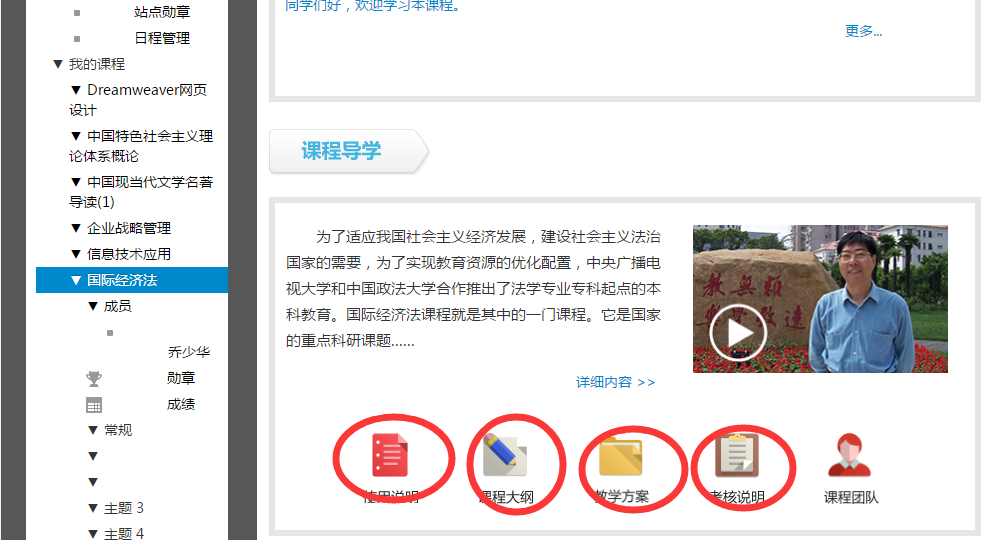 站点勋章
日程管理
▼ 我的课程
▼ Dreamweaver网页
设计
▼ 中国特色社会主义理
论体系概论
▼ 中国现当代文学名著
导读(1)
▼ 企业战略管理
▼ 信息技术应用
▼ 国际经济法
▼ 成员
乔少华
勋章
成绩
▼ 常规
▼
▼
▼ 主题 3
▼ 主题 4
同学们好，欢迎学习本课程。
更多...
课程导学
为了适应我国社会主义经济发展，建设社会主义法治
国家的需要，为了实现教育资源的优化配置，中央广播电
视大学和中国政法大学合作推出了法学专业专科起点的本
科教育。国际经济法课程就是其中的一门课程。它是国家
的重点科研课题......
详细内容 >>
使用说明
课程大纲
教学方案
考核说明
课程团队